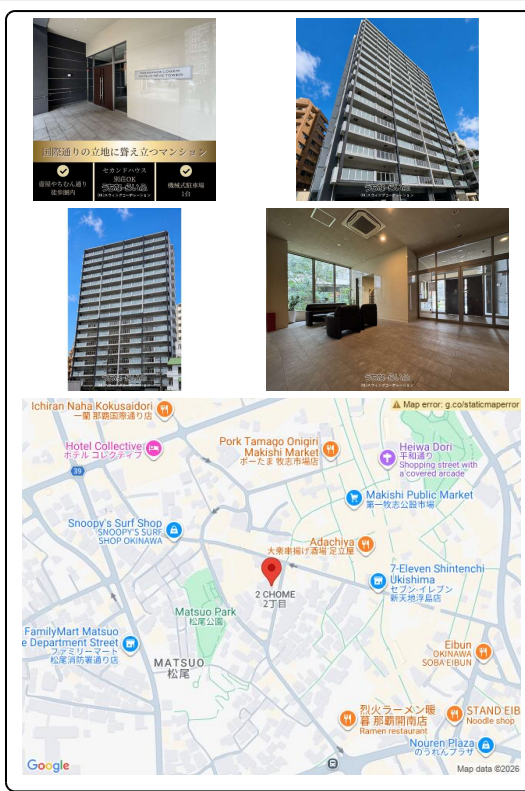 国際通りの立地に聳え立つマンション
壺屋やちむん通り
徒歩圏内
セカンドハウス
別荘OK
機械式駐車場
1台
Ichiran Naha Kokusaidori
一蘭 那覇国際通り店
Map error: g.co/staticmaperror
Hotel Collective
ホテル コレクティブ
Pork Tamago Onigiri
Makishi Market
ポーたま 牧志市場店
Heiwa Dori
平和通り
Shopping street with
a covered arcade
39
Makishi Public Market
第一牧志公設市場
Snoopy's Surf Shop
SNOOPY'S SURF
SHOP OKINAWA
Adachiya
大衆串揚げ酒場 足立屋
7-Eleven Shintenchi
Ukishima
セブン-イレブン
新天地浮島店
2 CHOME
2丁目
Matsuo Park
松尾公園
FamilyMart Matsuo
e Department Street
ファミリーマート
松尾消防署通り店
MATSUO
松尾
Eibun
OKINAWA
SOBA EIBUN
烈火ラーメン暖
暮 那覇開南店
Ramen restaurant
STAND EIB
Noodle shop
Nouren Plaza
のうれんプラザ
Google
Map data ©2026